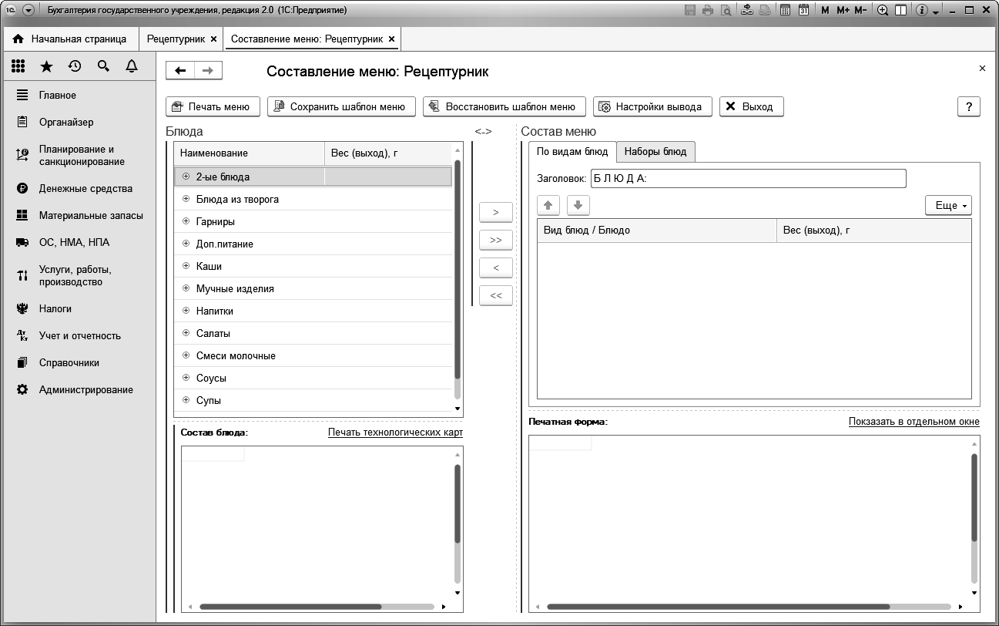 1С Бухгалтерия государственного учреждения, редакция 2.0 (1С:Предприятие) 31 M M+ M-
Начальная страница Рецептурник × Составление меню: Рецептурник ×
Составление меню: Рецептурник ×
Печать меню Сохранить шаблон меню Восстановить шаблон меню Настройки вывода Выход ?
Главное
Органайзер
Планирование и
санкционирование
Денежные средства
Материальные запасы
ОС, НМА, НПА
Услуги, работы,
производство
Налоги
Дт
Кт
Учет и отчетность
Справочники
Администрирование
Блюда
Наименование Вес (выход), г
2-ые блюда
Блюда из творога
Гарниры
Доп.питание
Каши
Мучные изделия
Напитки
Салаты
Смеси молочные
Соусы
Супы
Состав блюда: Печать технологических карт
<->
>
>>
<
<<
Состав меню
По видам блюд Наборы блюд
Заголовок: Б Л Ю Д А:
Еще
Вид блюд / Блюдо Вес (выход), г
Печатная форма: Показать в отдельном окне